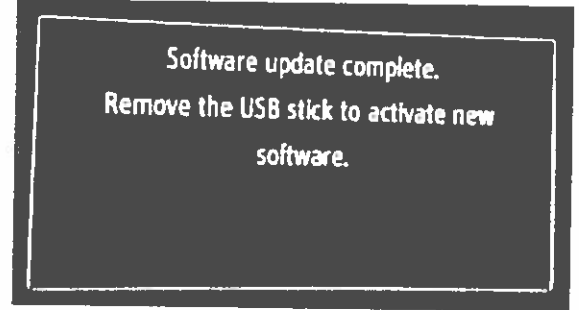 Software update complete.
Remove the USB stick to activate new
software.